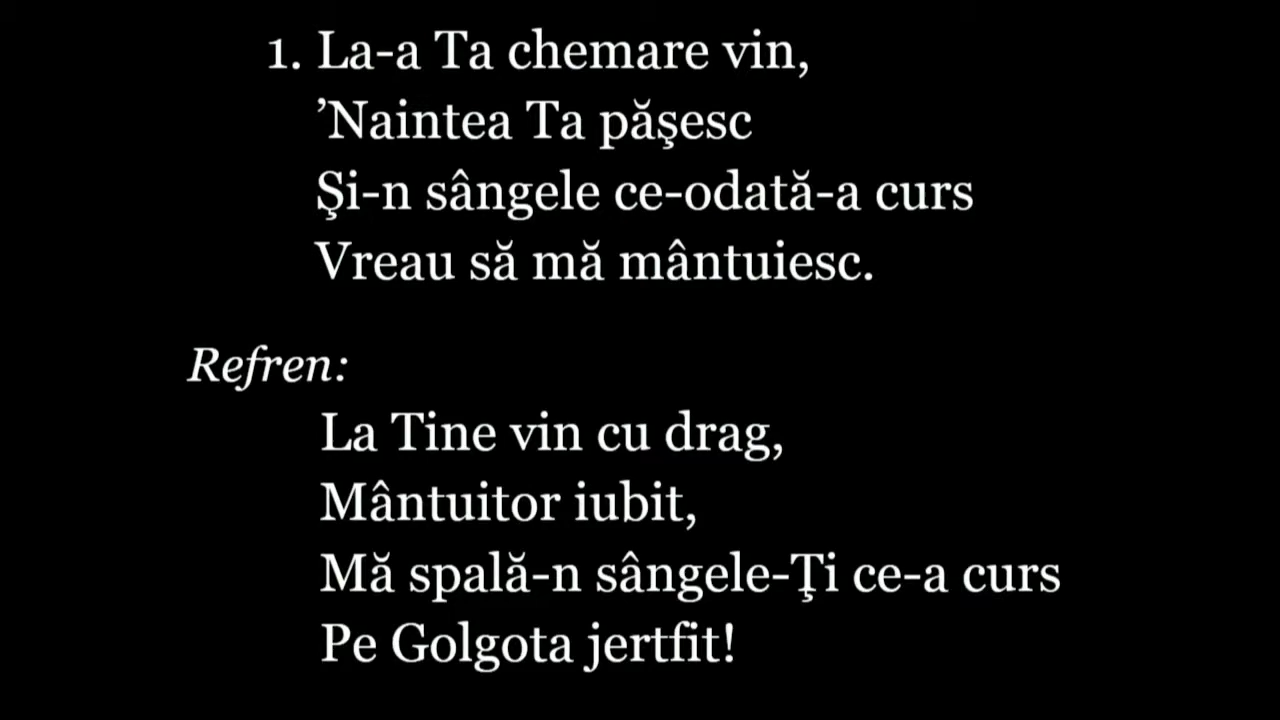 1. La-a Ta chemare vin,
’Naintea Ta păşesc
Şi-n sângele ce-odată-a curs
Vreau să mă mântuiesc.
Refren:
La Tine vin cu drag,
Mântuitor iubit,
Mă spală-n sângele-Ţi ce-a curs
Pe Golgota jertfit!